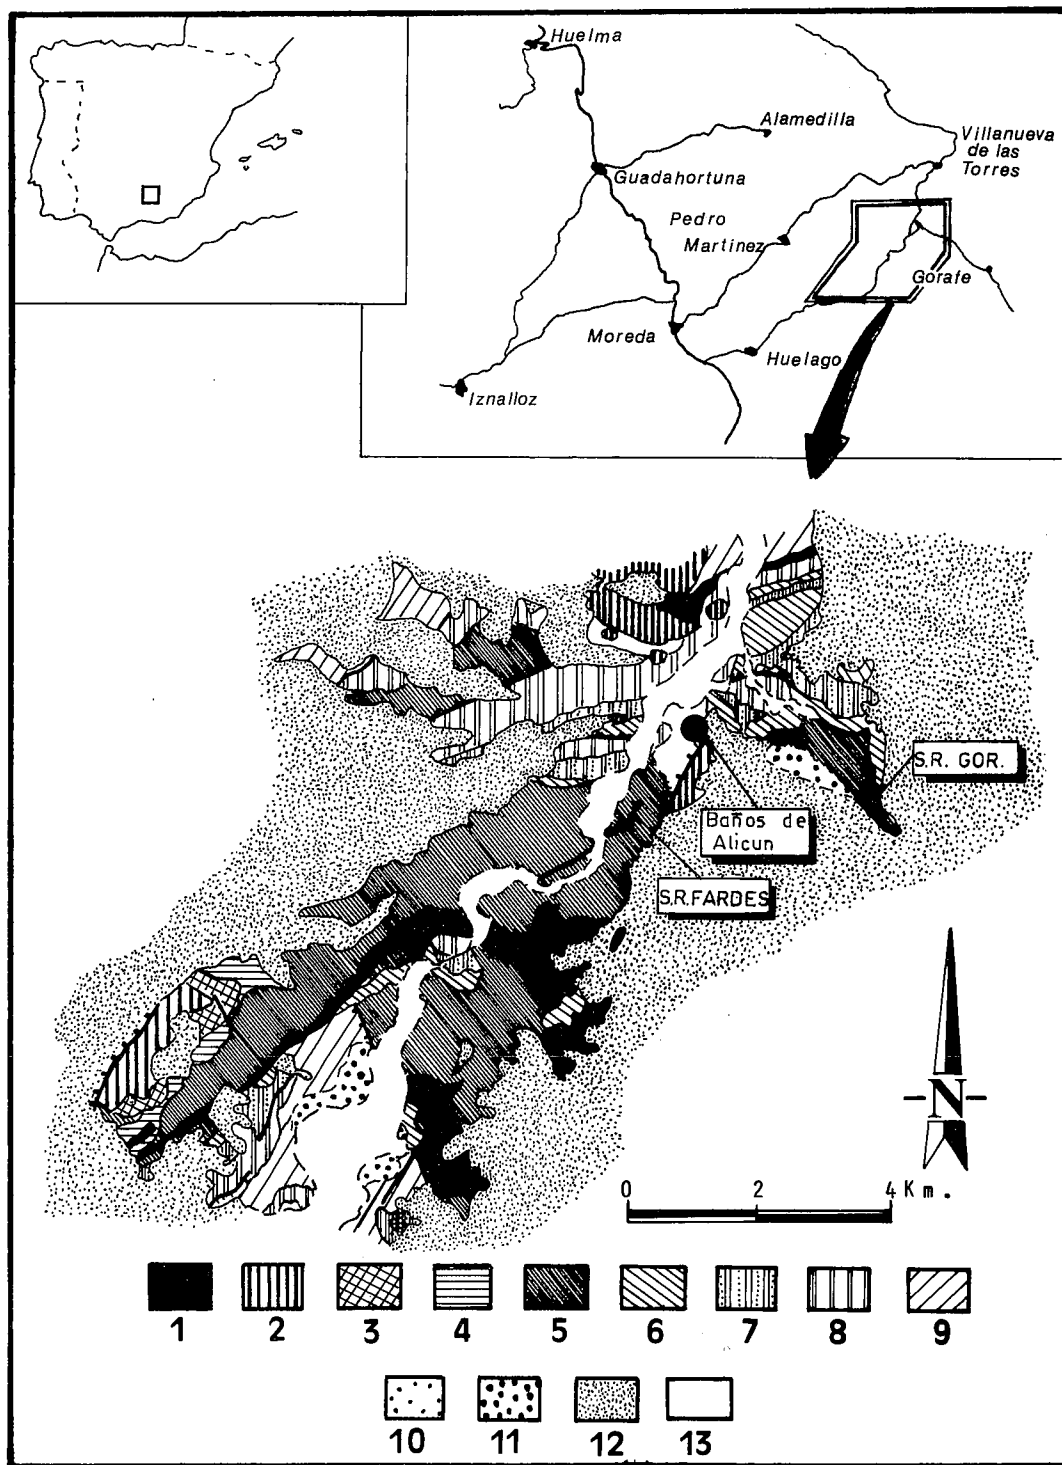 Huelma
Alamedilla
Villanueva
de las
Torres
Guadahortuna
Pedro
Martinez
Gorafe
Moreda
Huelago
Iznalloz
S.R. GOR.
Baños de
Alicun
S.R.FARDES
N
0 2 4 Km.
1 2 3 4 5 6 7 8 9
10 11 12 13